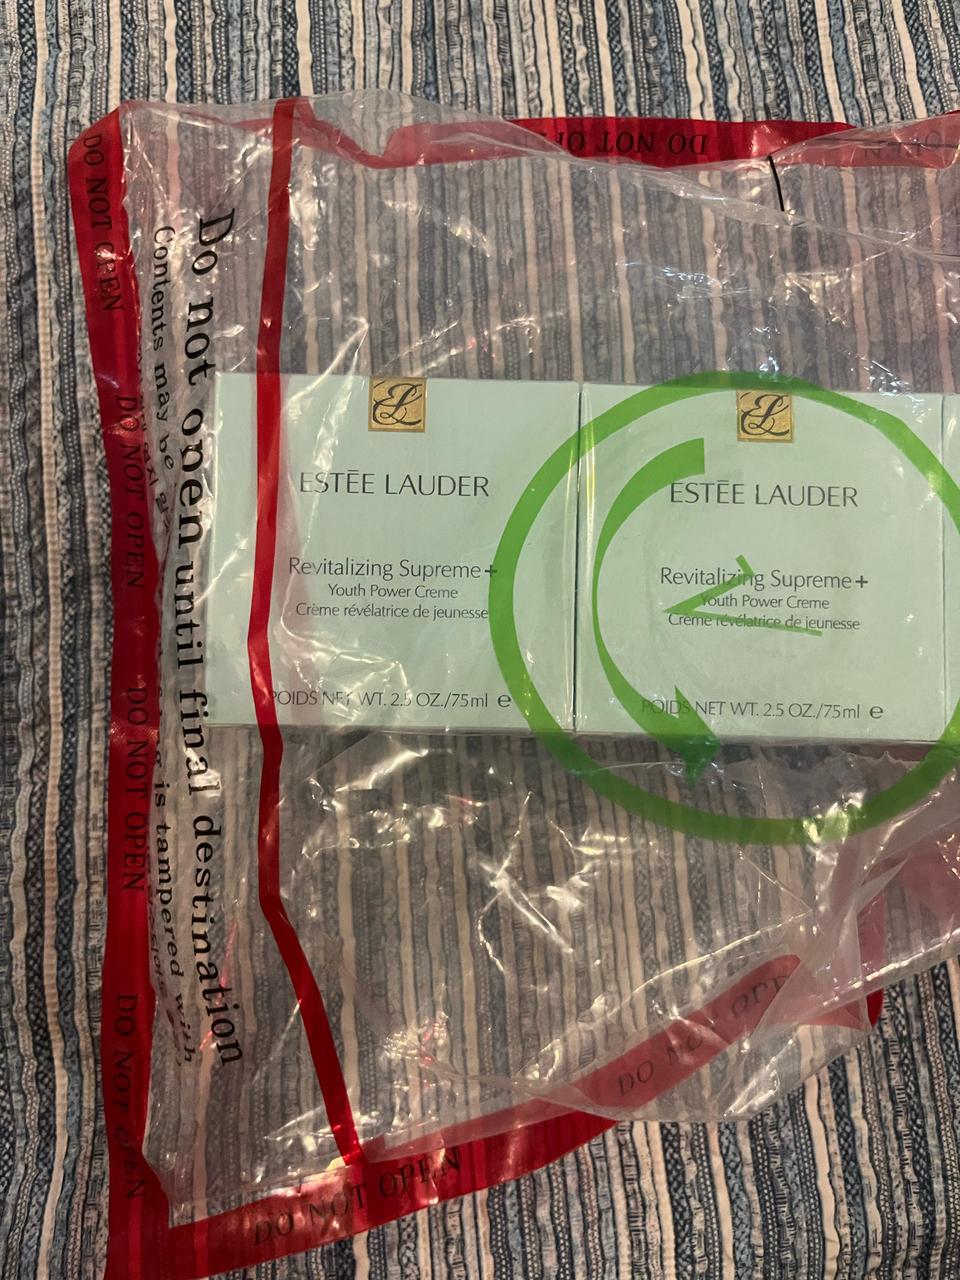 DO NOT OPEN
DO NOT OPEN
DO NOT OPEN
DO NOT OPEN
Do not open until final destination
Contents may be
is tampered with
DO NOT
ESTĒE LAUDER
Revitalizing Supreme+
Youth Power Creme
Crème révélatrice de jeunesse
POIDS NET WT. 2.5 OZ./75ml e
ESTĒE LAUDER
Revitalizing Supreme+
Youth Power Creme
Crème révélatrice de jeunesse
POIDS NET WT. 2.5 OZ./75ml e
DO NOT
DO NOT OPEN